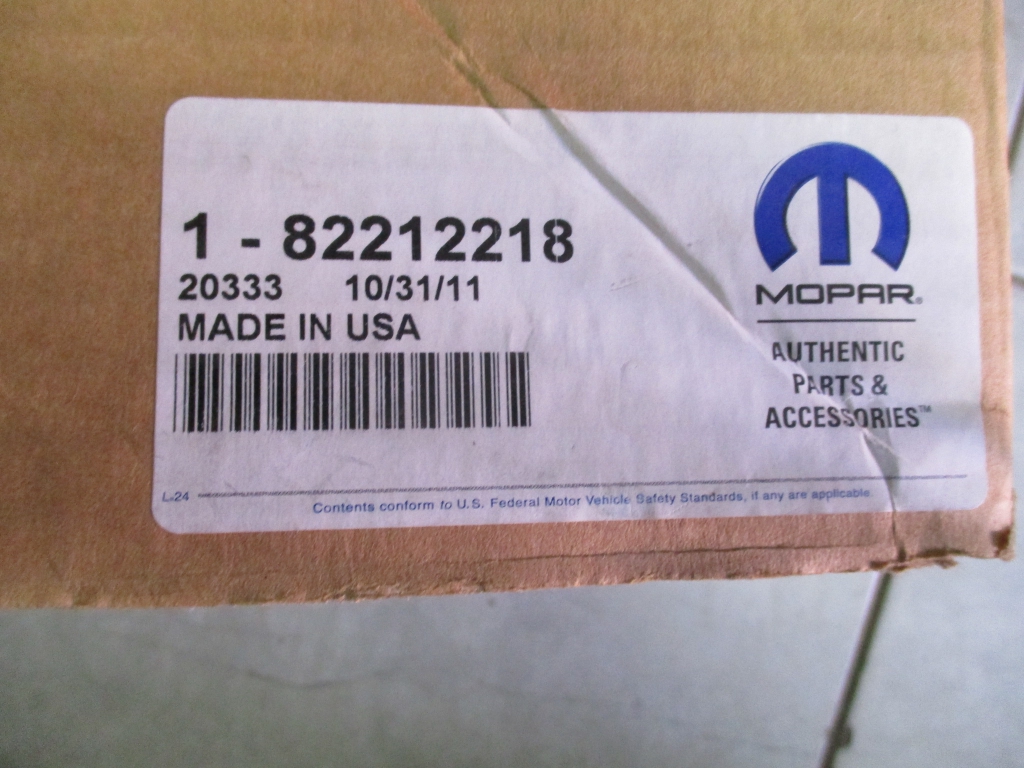 1 - 82212218
20333 10/31/11
MADE IN USA
MOPAR®
AUTHENTIC
PARTS &
ACCESSORIES™
L-24
Contents conform to U.S. Federal Motor Vehicle Safety Standards, if any are applicable.